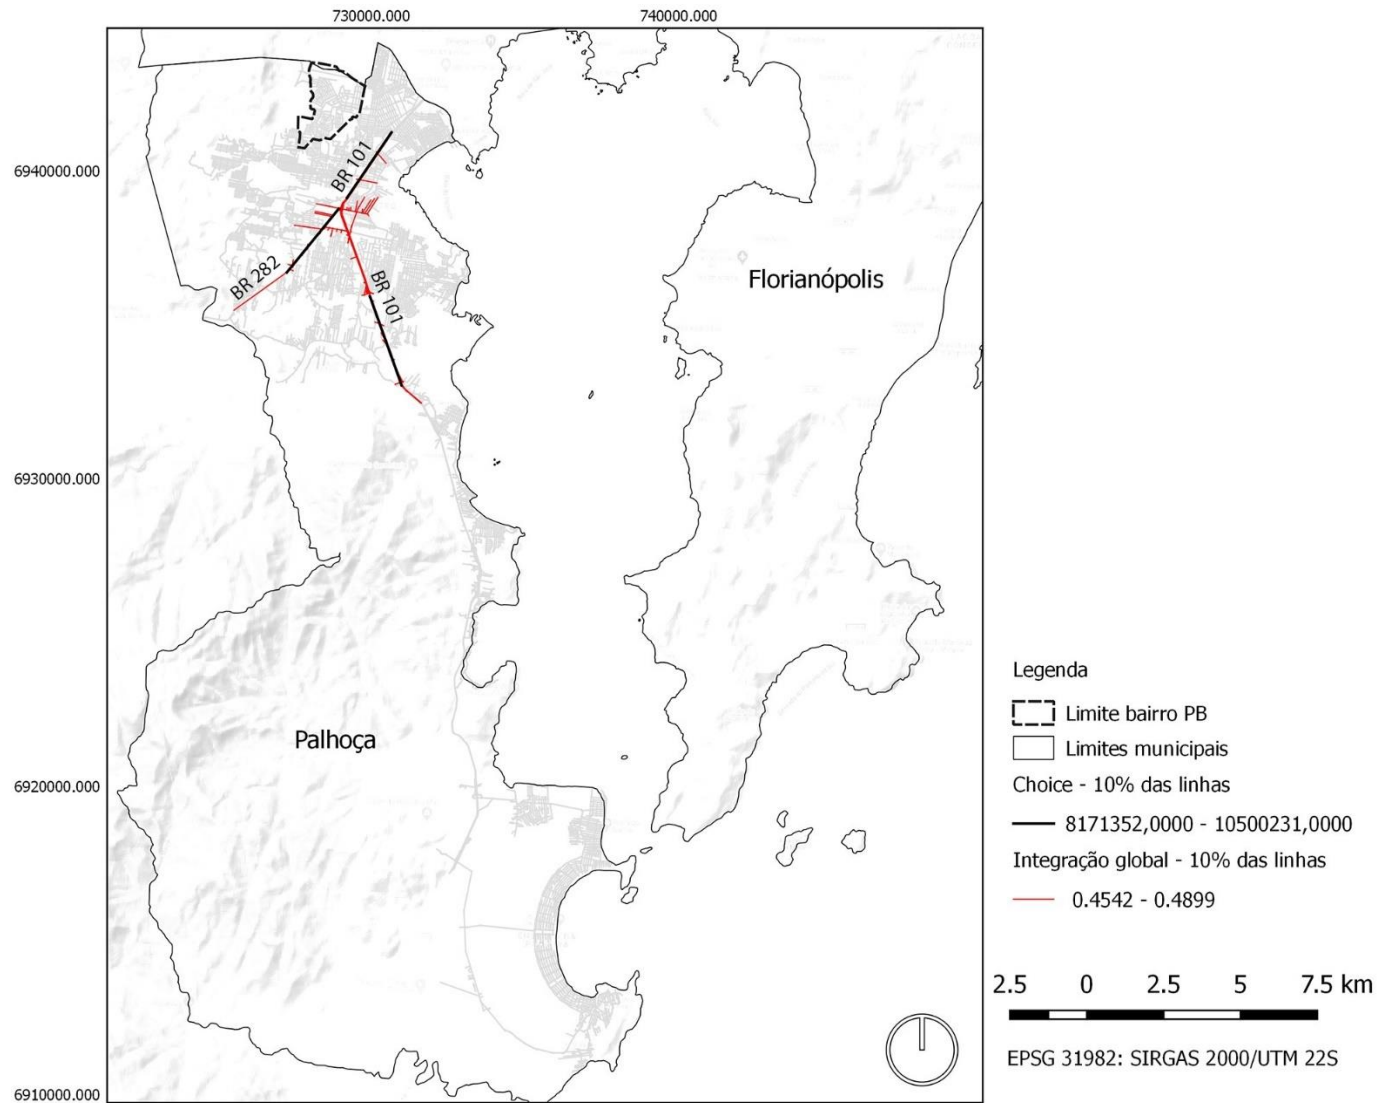 730000.000
740000.000
6940000.000
6930000.000
6920000.000
6910000.000
BR 101
BR 282
BR 101
Florianópolis
Palhoça
Legenda
Limite bairro PB
Limites municipais
Choice - 10% das linhas
8171352,0000 - 10500231,0000
Integração global - 10% das linhas
0.4542 - 0.4899
2.5 0 2.5 5 7.5 km
EPSG 31982: SIRGAS 2000/UTM 22S